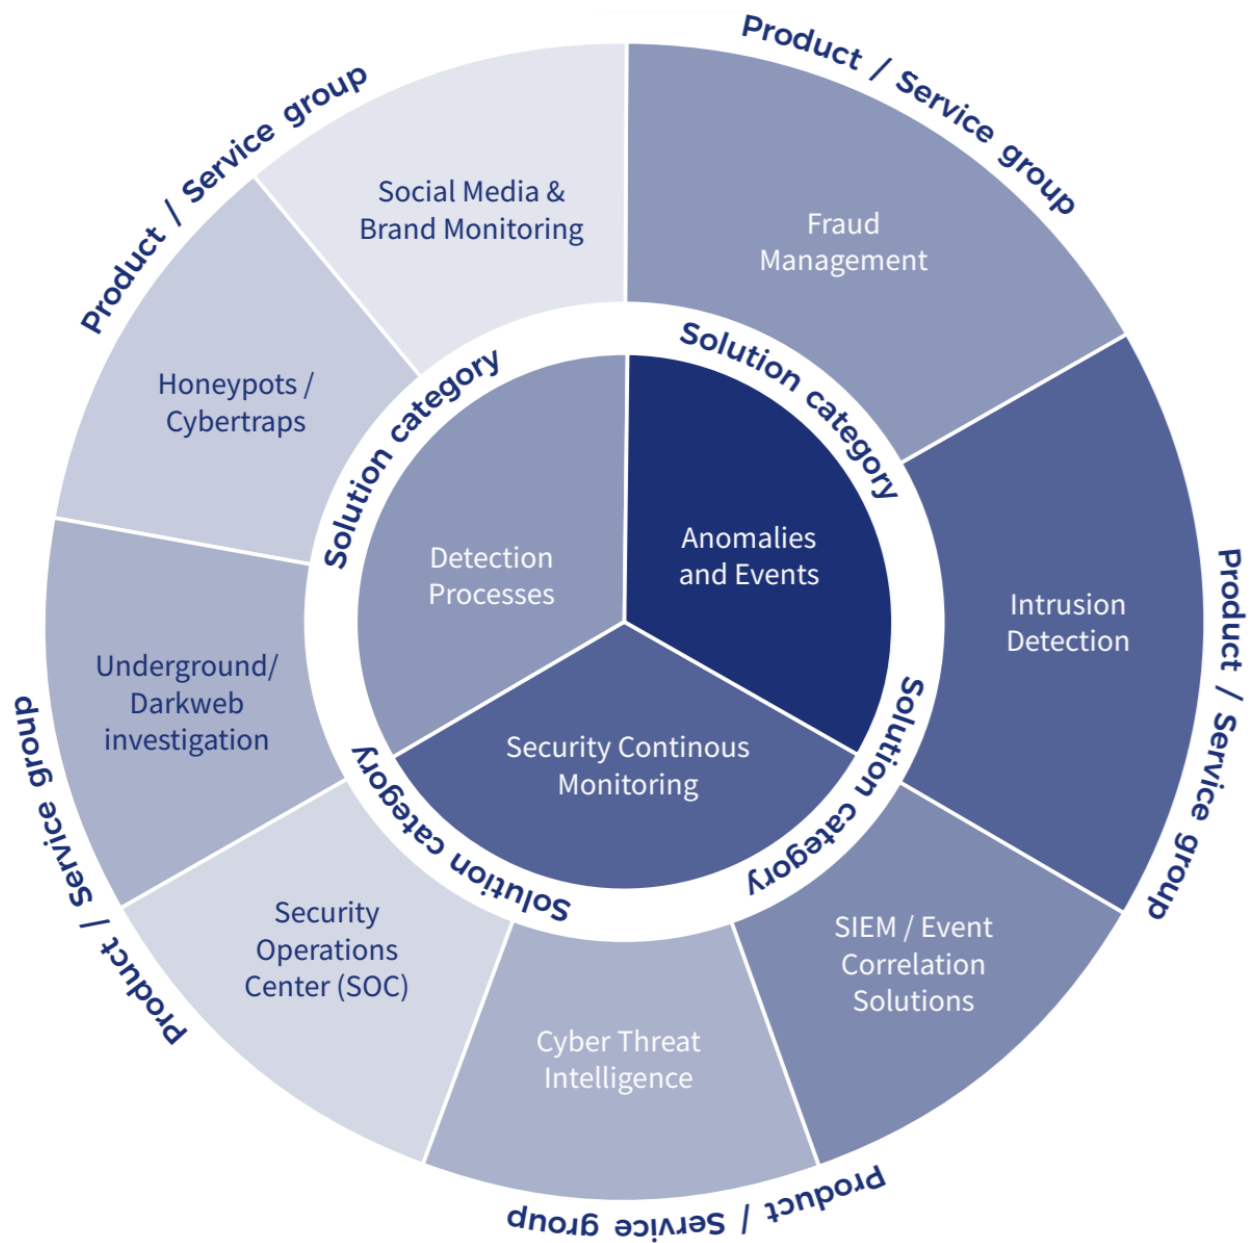 Product / Service group
Product / Service group
Social Media &
Brand Monitoring
Fraud
Management
Solution category
Solution category
Honeypots /
Cybertraps
Detection
Processes
Anomalies
and Events
Intrusion
Detection
Product / Service group
Underground/
Darkweb
investigation
Security Continous
Monitoring
Solution category
Solution category
Product / Service group
Security
Operations
Center (SOC)
SIEM / Event
Correlation
Solutions
Cyber Threat
Intelligence
Product / Service group